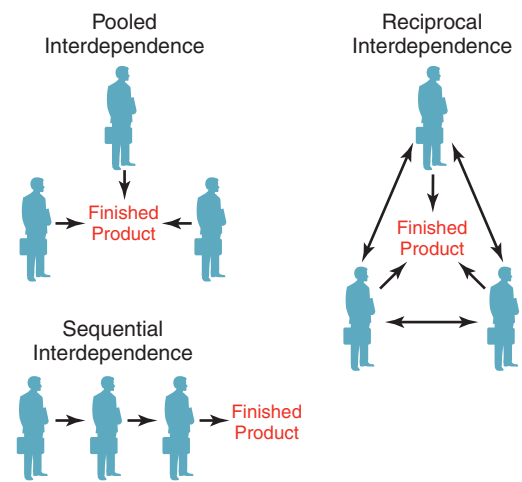 Pooled
Interdependence
Finished
Product
Reciprocal
Interdependence
Finished
Product
Sequential
Interdependence
Finished
Product